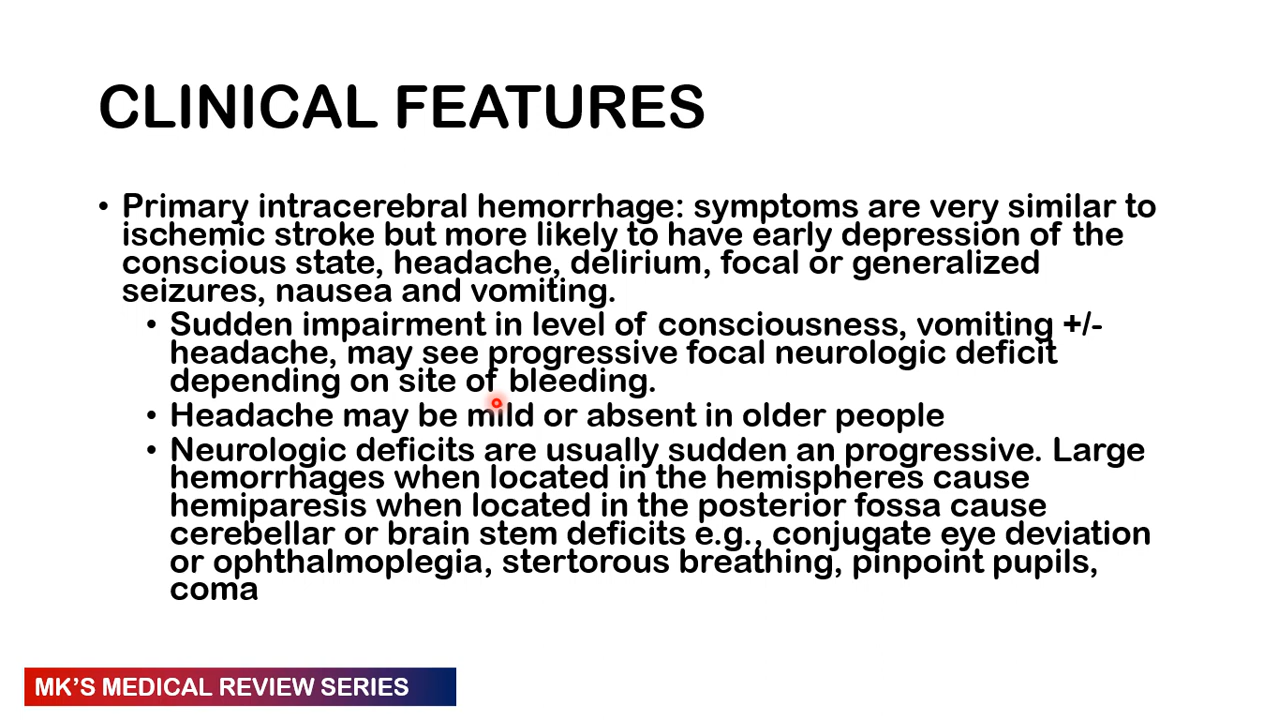 CLINICAL FEATURES
• Primary intracerebral hemorrhage: symptoms are very similar to
ischemic stroke but more likely to have early depression of the
conscious state, headache, delirium, focal or generalized
seizures, nausea and vomiting.
• Sudden impairment in level of consciousness, vomiting +/-
headache, may see progressive focal neurologic deficit
depending on site of bleeding.
• Headache may be mild or absent in older people
• Neurologic deficits are usually sudden an progressive. Large
hemorrhages when located in the hemispheres cause
hemiparesis when located in the posterior fossa cause
cerebellar or brain stem deficits e.g., conjugate eye deviation
or ophthalmoplegia, stertorous breathing, pinpoint pupils,
coma
MK’S MEDICAL REVIEW SERIES